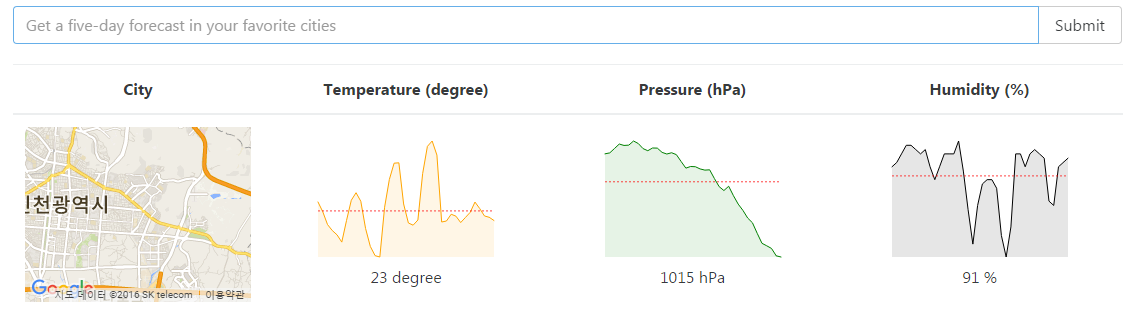 Get a five-day forecast in your favorite cities Submit
City Temperature (degree) Pressure (hPa) Humidity (%)
천광역시
Google
지도 데이터 ©2016 SK telecom 이용약관
23 degree 1015 hPa 91 %